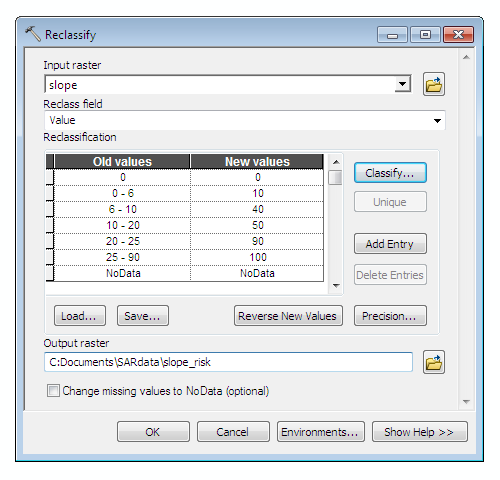 Reclassify
Input raster
slope
Reclass field
Value
Reclassification
Old values New values
0 0
0 - 6 10
6 - 10 40
10 - 20 50
20 - 25 90
25 - 90 100
NoData NoData
Classify...
Unique
Add Entry
Delete Entries
Load... Save... Reverse New Values Precision...
Output raster
C:Documents\SARdata\slope_risk
Change missing values to NoData (optional)
OK Cancel Environments... Show Help >>